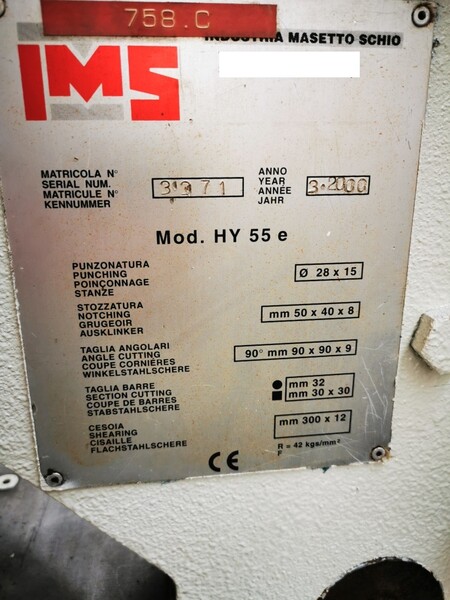 758.C
IMS
INDUSTRIA MASETTO SCHIO
MATRICOLA N° SERIAL NUM. MATRICULE N° KENNUMMER
3371
ANNO YEAR ANNÉE JAHR
3·2000
Mod. HY 55 e
PUNZONATURA
PUNCHING
POINÇONNAGE
STANZE
Ø 28 x 15
STOZZATURA
NOTCHING
GRUGEOIR
AUSKLINKER
mm 50 x 40 x 8
TAGLIA ANGOLARI
ANGLE CUTTING
COUPE CORNIÈRES
WINKELSTAHLSCHERE
90° mm 90 x 90 x 9
TAGLIA BARRE
SECTION CUTTING
COUPE DE BARRES
STABSTAHLSCHERE
mm 32
mm 30 x 30
CESOIA
SHEARING
CISAILLE
FLACHSTAHLSCHERE
mm 300 x 12
R = 42 kgs/mm²
F
CE